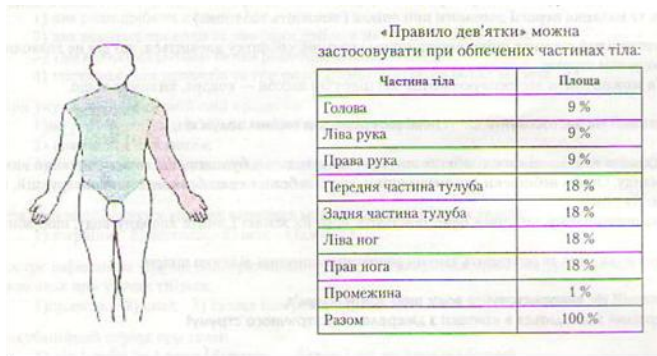 «Правило дев'ятки» можна
застосовувати при обпечених частинах тіла:
Частина тіла Площа
Голова 9 %
Ліва рука 9 %
Права рука 9 %
Передня частина тулуба 18 %
Задня частина тулуба 18 %
Ліва ног 18 %
Прав нога 18 %
Промежина 1 %
Разом 100 %